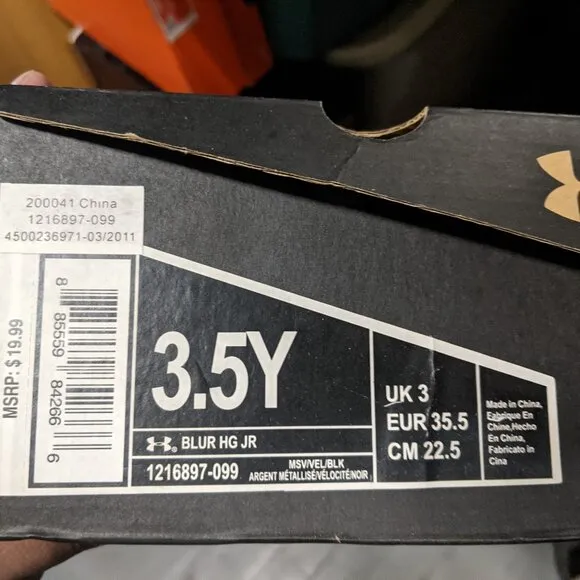 200041 China
1216897-099
4500236971-03/2011
MSRP: $19.99
8 85559 84266 6
3.5Y
BLUR HG JR
1216897-099
MSV/VEL/BLK
ARGENT MÉTALLISÉ/VÉLOCITÉ/NOIR
UK 3
EUR 35.5
CM 22.5
Made in China,
Fabrique En
Chine,Hecho
En China,
Fabricato in
Cina